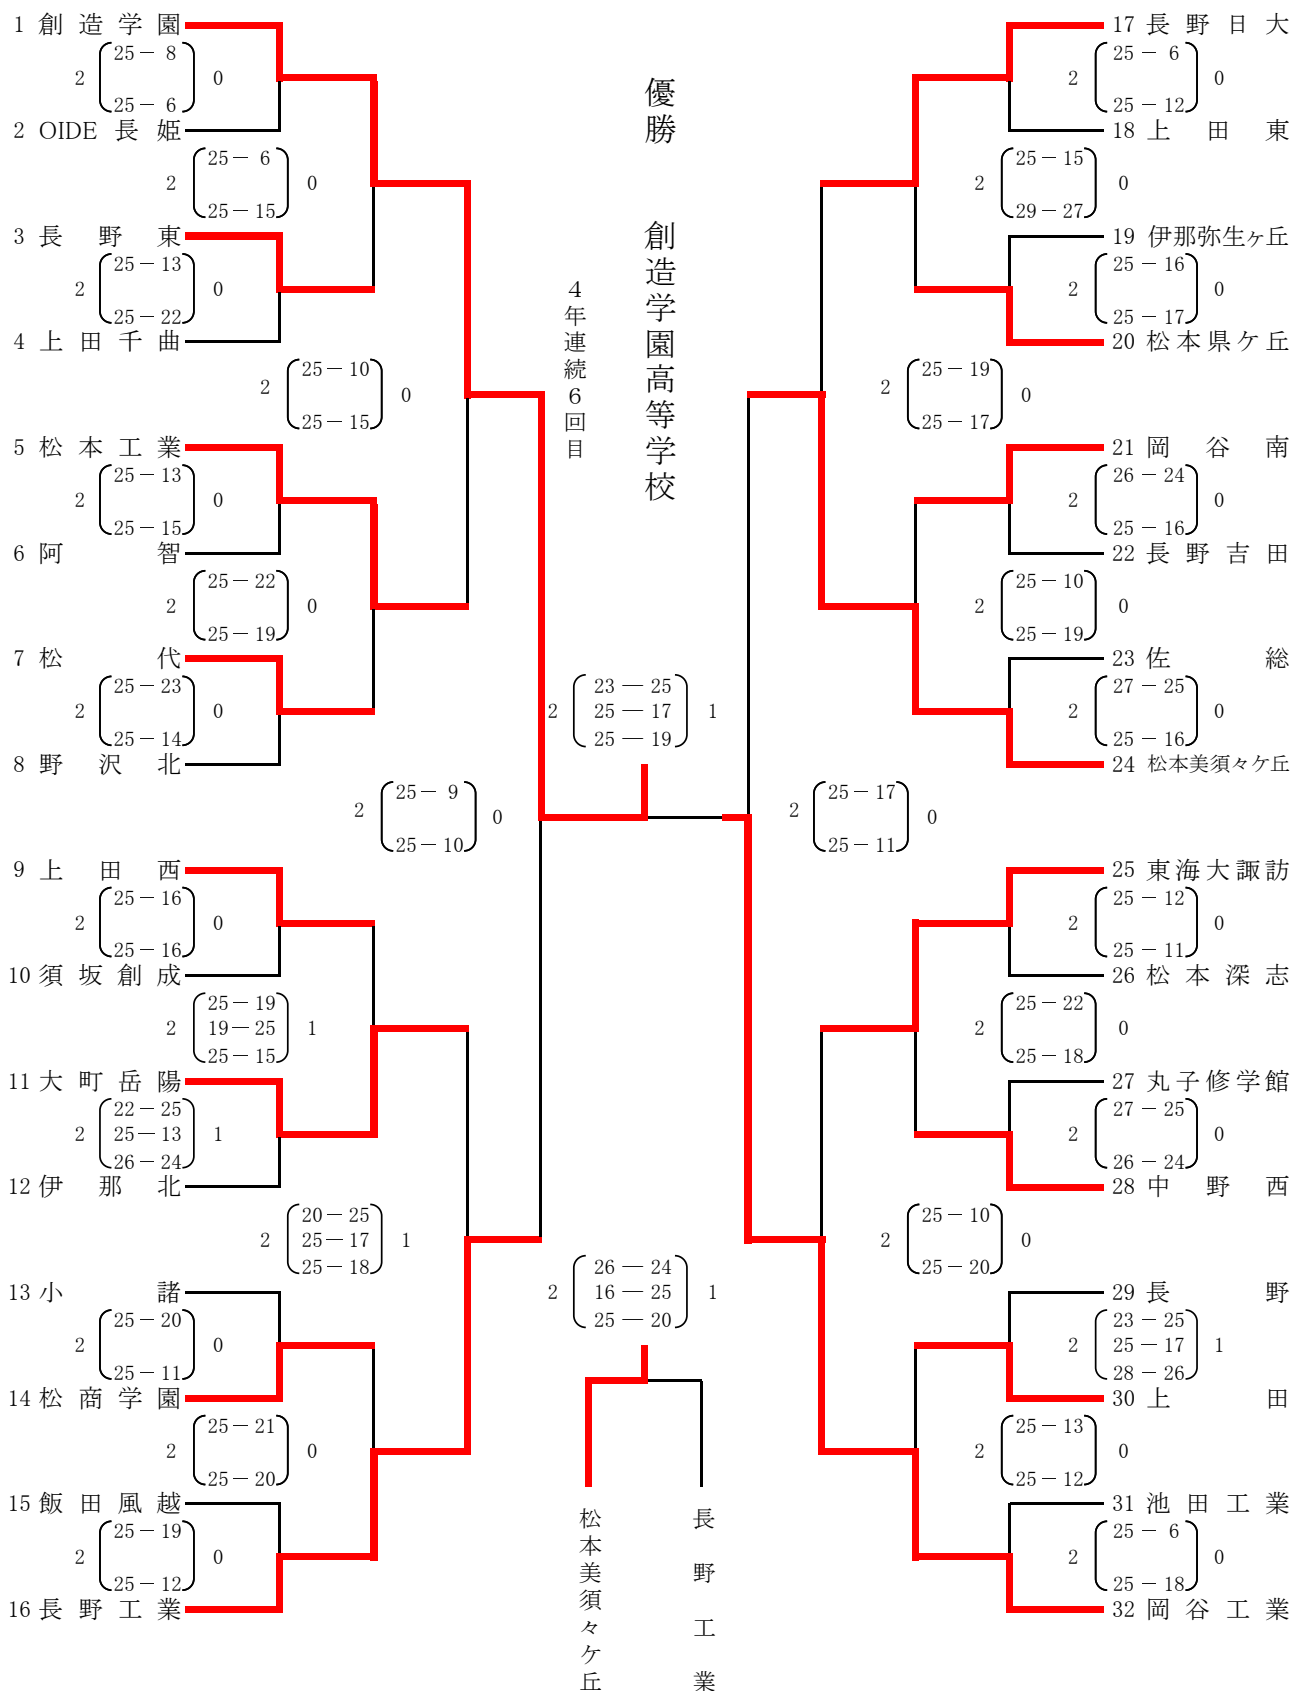 1 創造学園
25－ 8
2 0
25－ 6
2 OIDE 長姫
25－ 6
2 0
25－15
3 長野東
25－13
2 0
25－22
4 上田千曲
25－10
2 0
25－15
5 松本工業
25－13
2 0
25－15
6 阿智
25－22
2 0
25－19
7 松代
25－23
2 0
25－14
8 野沢北
25－ 9
2 0
25－10
9 上田西
25－16
2 0
25－16
10 須坂創成
25－19
2 19－25 1
25－15
11 大町岳陽
22－25
2 25－13 1
26－24
12 伊那北
20－25
2 25－17 1
25－18
13 小諸
25－20
2 0
25－11
14 松商学園
25－21
2 0
25－20
15 飯田風越
25－19
2 0
25－12
16 長野工業
優勝 創造学園高等学校
4年連続6回目
23－25
2 25－17 1
25－19
26－24
2 16－25 1
25－20
松本美須々ケ丘
長野工業
17 長野日大
25－ 6
2 0
25－12
18 上田東
25－15
2 0
29－27
19 伊那弥生ヶ丘
25－16
2 0
25－17
20 松本県ケ丘
25－19
2 0
25－17
21 岡谷南
26－24
2 0
25－16
22 長野吉田
25－10
2 0
25－19
23 佐総
27－25
2 0
25－16
24 松本美須々ケ丘
25－17
2 0
25－11
25 東海大諏訪
25－12
2 0
25－11
26 松本深志
25－22
2 0
25－18
27 丸子修学館
27－25
2 0
26－24
28 中野西
25－10
2 0
25－20
29 長野
23－25
2 25－17 1
28－26
30 上田
25－13
2 0
25－12
31 池田工業
25－ 6
2 0
25－18
32 岡谷工業